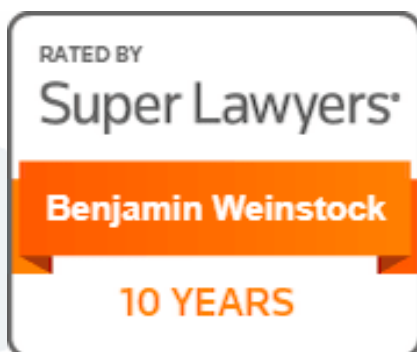 RATED BY
Super Lawyers®
Benjamin Weinstock
10 YEARS